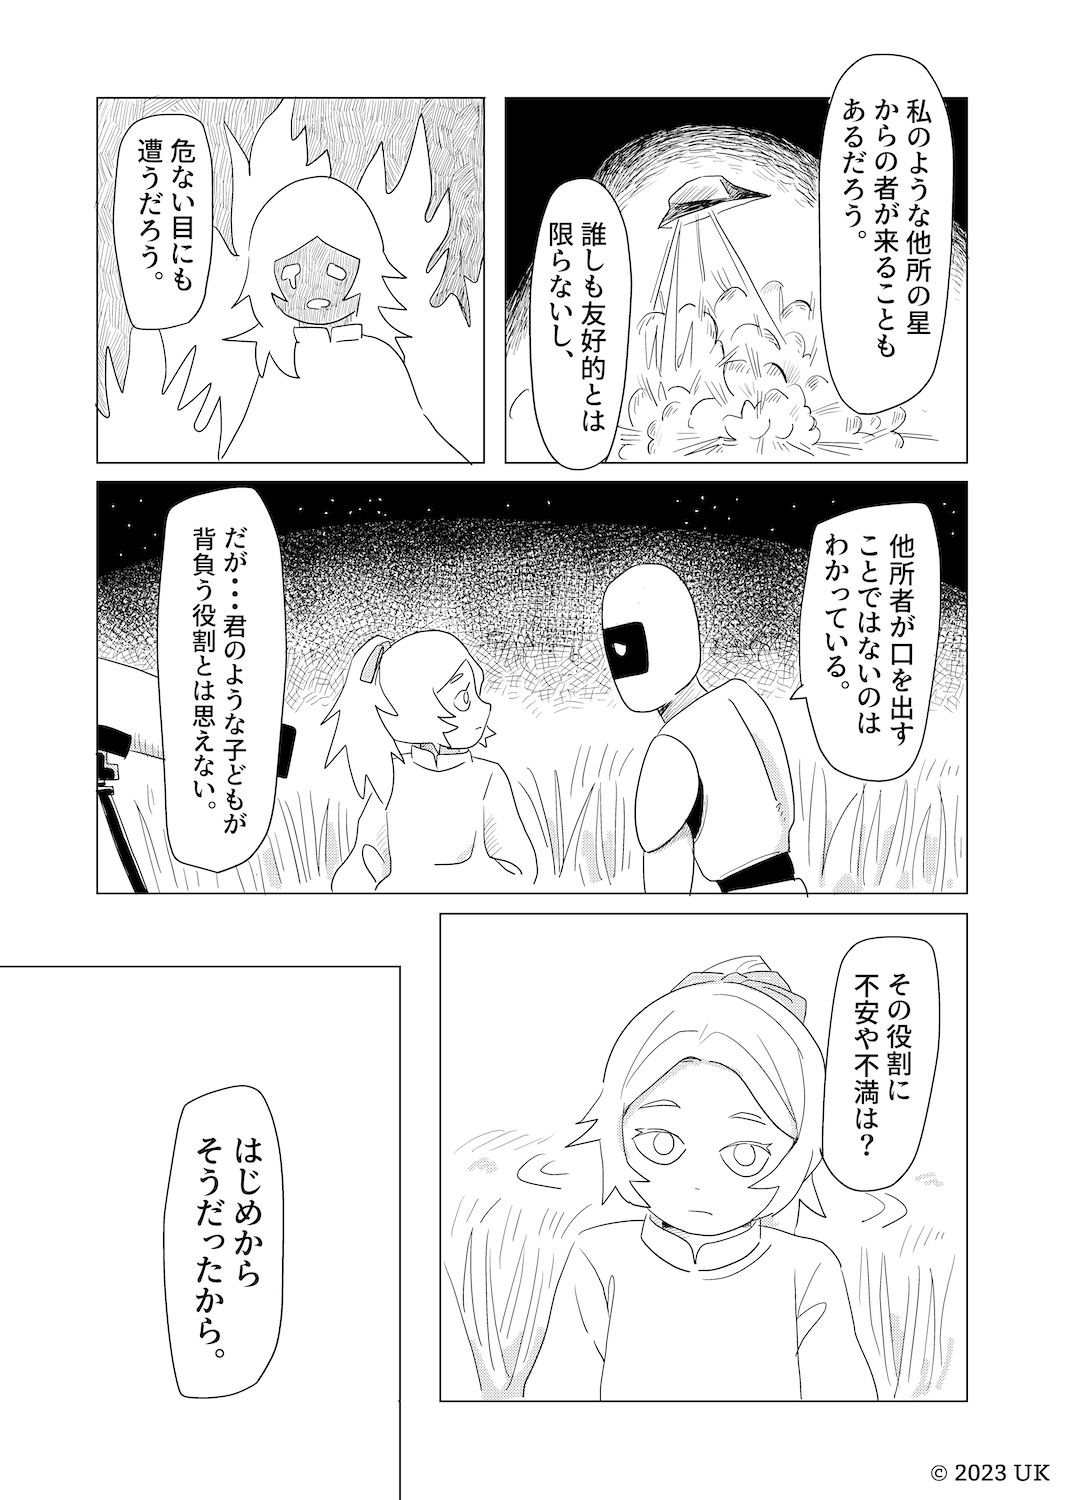 私のような他所の星
からの者が来ることも
あるだろう。
誰しも友好的とは
限らないし、
危ない目にも
遭うだろう。
他所者が口を出す
ことではないのは
わかっている。
だが・・・君のような子どもが
背負う役割とは思えない。
その役割に
不安や不満は？
はじめから
そうだったから。
© 2023 UK